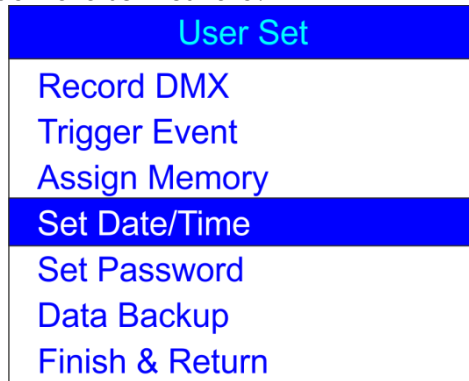 User Set
Record DMX
Trigger Event
Assign Memory
Set Date/Time
Set Password
Data Backup
Finish & Return